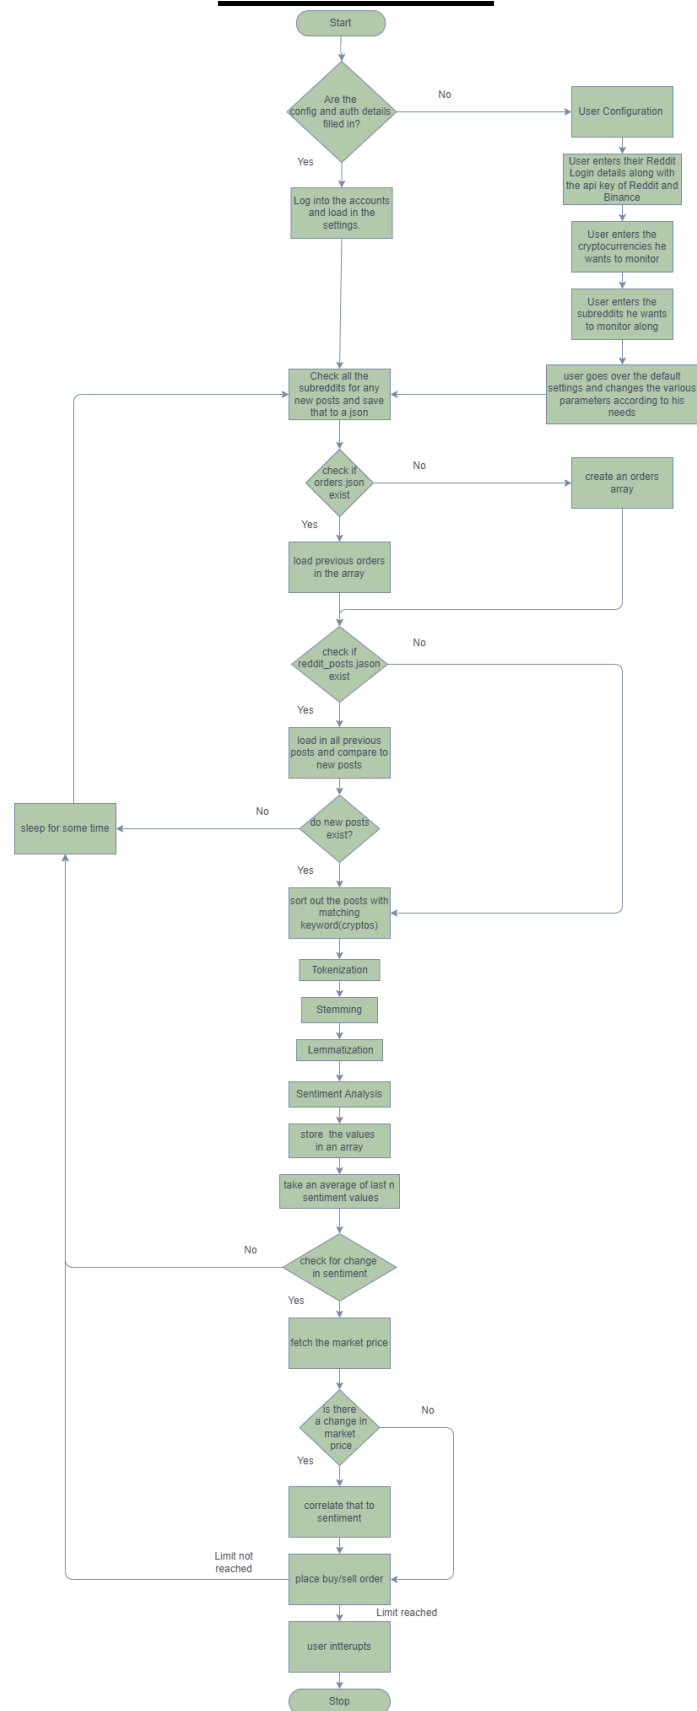 Start
Are the
config and auth details
filled in?
No
User Configuration
Yes
User enters their Reddit
Login details along with
the api key of Reddit and
Binance
Log into the accounts
and load in the
settings.
User enters the
cryptocurrencies he
wants to monitor
User enters the
subreddits he wants
to monitor along
Check all the
subreddits for any
new posts and save
that to a json
user goes over the default
settings and changes the various
parameters according to his
needs
check if
orders.json
exist
No
create an orders
array
Yes
load previous orders
in the array
check if
reddit_posts.jason
exist
No
Yes
load in all previous
posts and compare to
new posts
do new posts
exist?
No
sleep for some time
Yes
sort out the posts with
matching
keyword(cryptos)
Tokenization
Stemming
Lemmatization
Sentiment Analysis
store the values
in an array
take an average of last n
sentiment values
check for change
in sentiment
No
Yes
fetch the market price
is there
a change in
market
price
No
Yes
correlate that to
sentiment
Limit not
reached
place buy/sell order
Limit reached
user intterupts
Stop